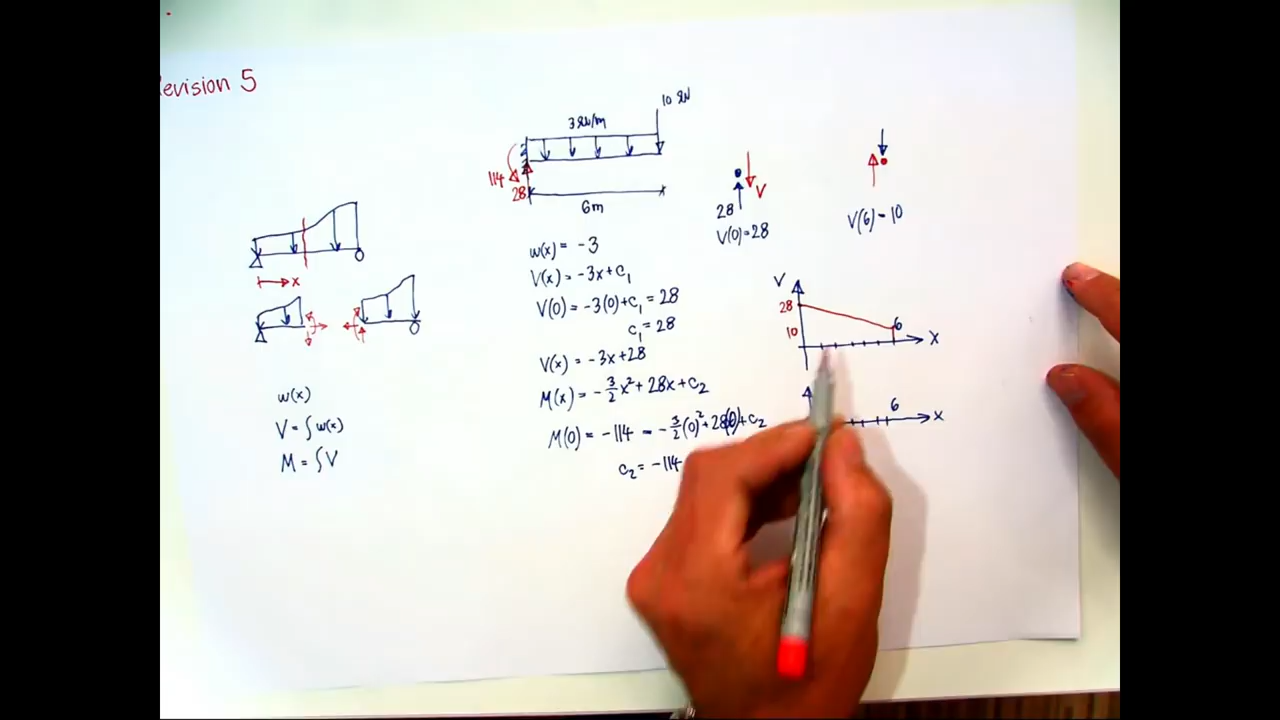 evision 5
10 kN
3 kN/m
114
28
6m
w(x) = -3
V(x) = -3x + c₁
V(0) = -3(0) + c₁ = 28
c₁ = 28
V(x) = -3x + 28
M(x) = -3/2 x² + 28x + c₂
M(0) = -114 = -3/2 (0)² + 28(0) + c₂
c₂ = -114
x
w(x)
V = ∫w(x)
M = ∫V
V
28
V(0) = 28
V(6) = 10
V
28
10
6
x
6
x